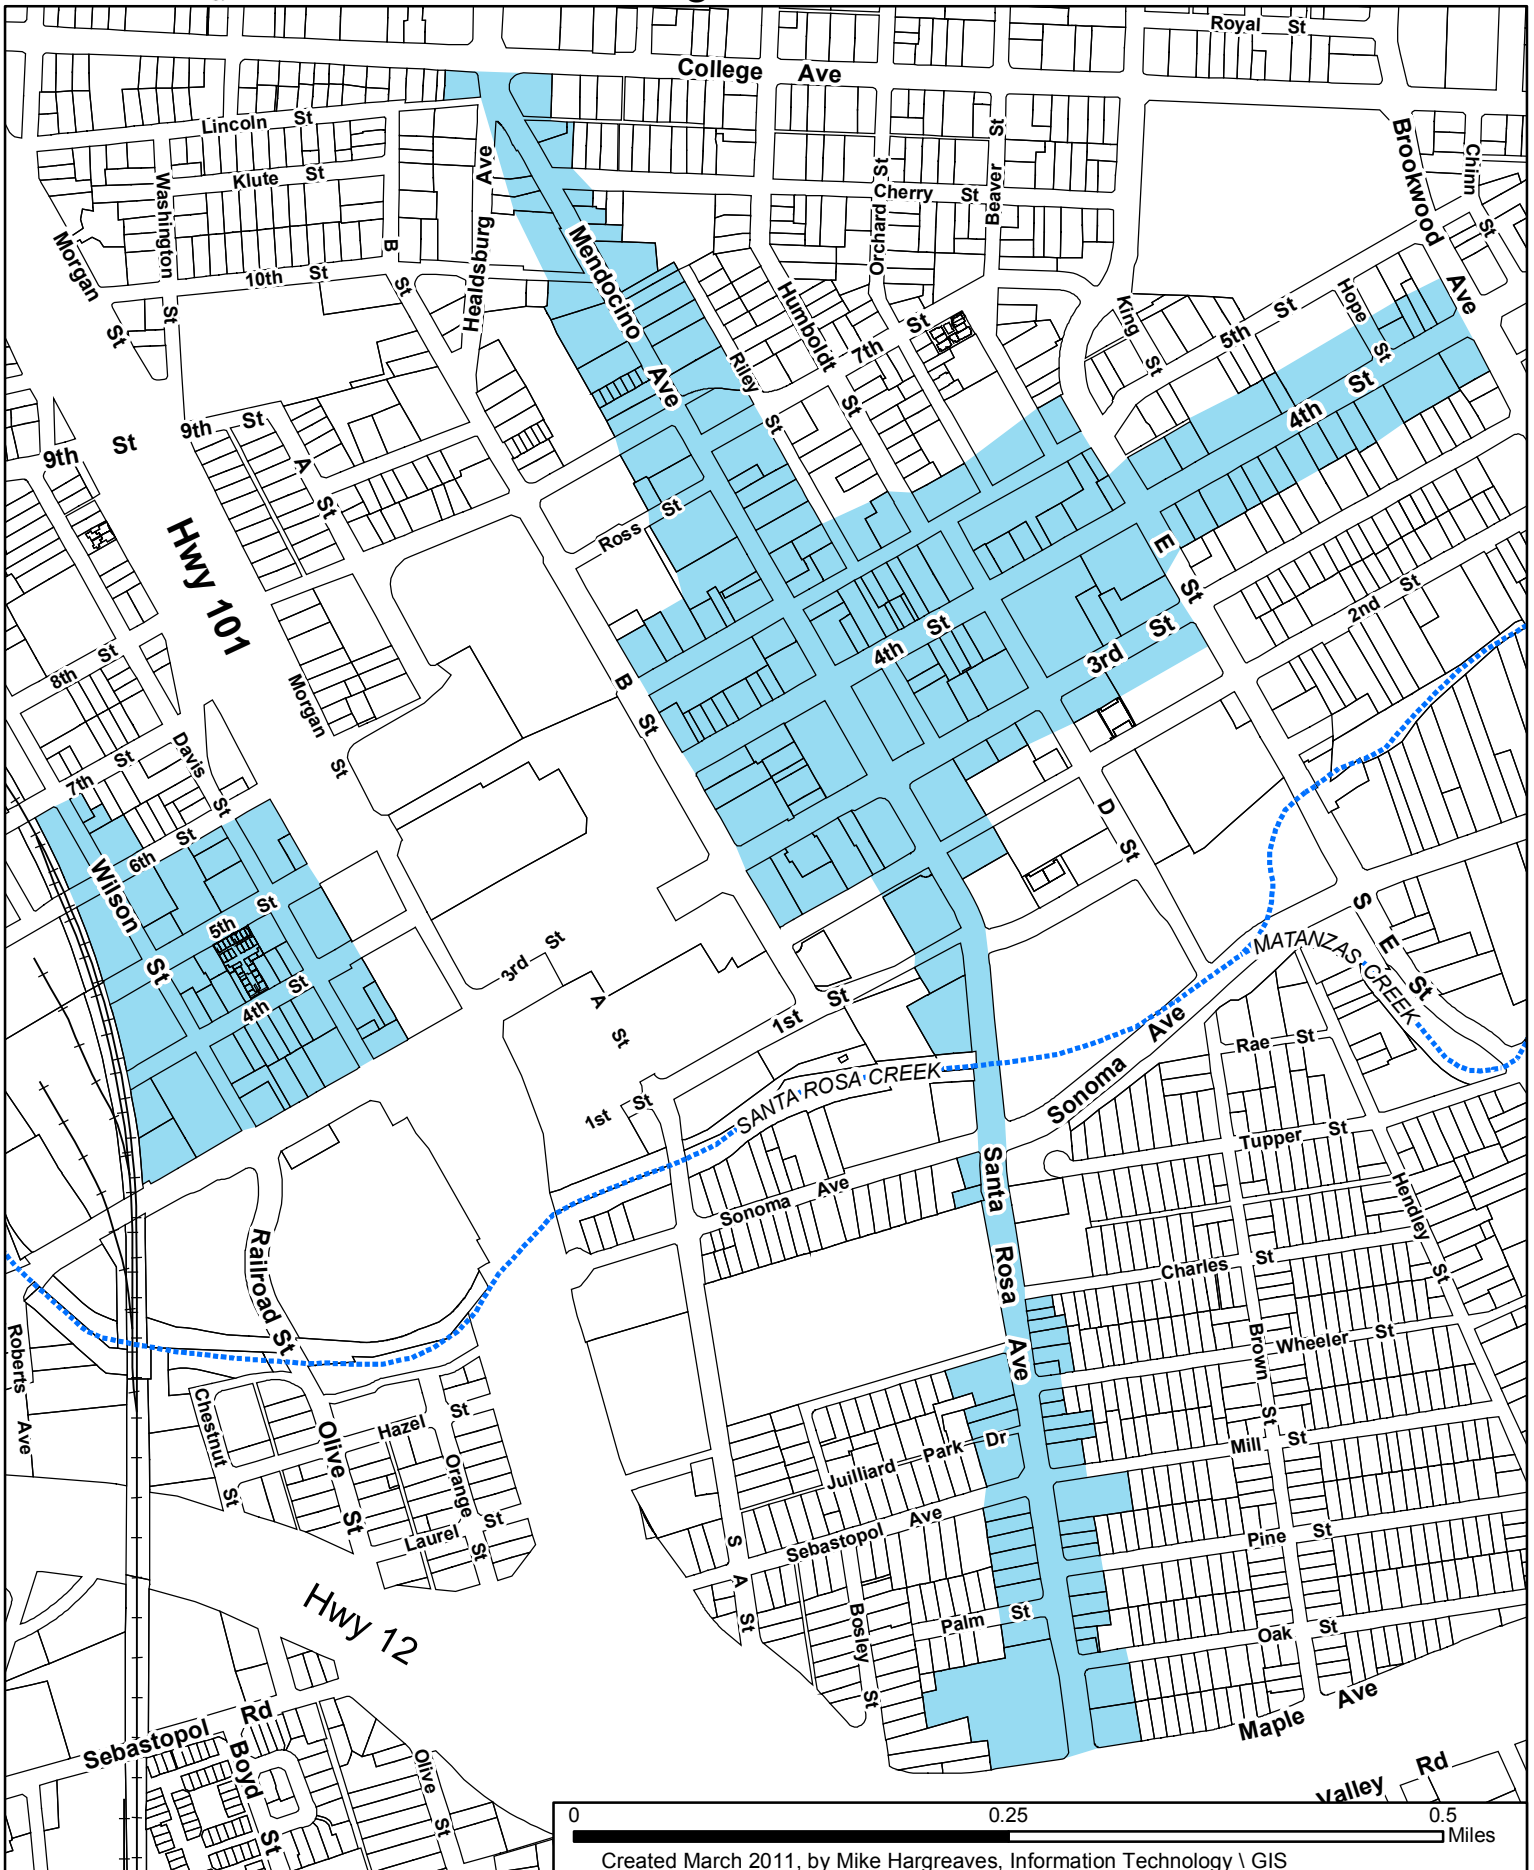 Royal St
College Ave
Lincoln St
Klute St
Washington St
Morgan St
10th St
B St
Healdsburg Ave
Mendocino Ave
Cherry St
Orchard St
Beaver St
Brookwood Ave
Chinn St
Humboldt St
Riley St
7th St
King St
Hope St
5th St
4th St
9th St
9th St
A St
Hwy 101
Ross St
E St
2nd St
4th St
3rd St
8th St
Morgan St
B St
Davis St
7th St
6th St
Wilson St
5th St
4th St
D St
3rd St
A St
1st St
S E St
MATANZAS CREEK
Sonoma Ave
Rae St
SANTA ROSA CREEK
1st St
Tupper St
Santa Rosa Ave
Sonoma Ave
Hendley St
Railroad St
Charles St
Brown St
Wheeler St
Roberts Ave
Chestnut St
Olive St
Hazel St
Orange St
Laurel St
Juilliard Park Dr
Mill St
Sebastopol Ave
Pine St
S A St
Bosley St
Palm St
Oak St
Hwy 12
Maple Ave
Sebastopol Rd
Boyd St
Olive St
Valley Rd
0 0.25 0.5
Miles
Created March 2011, by Mike Hargreaves, Information Technology \ GIS